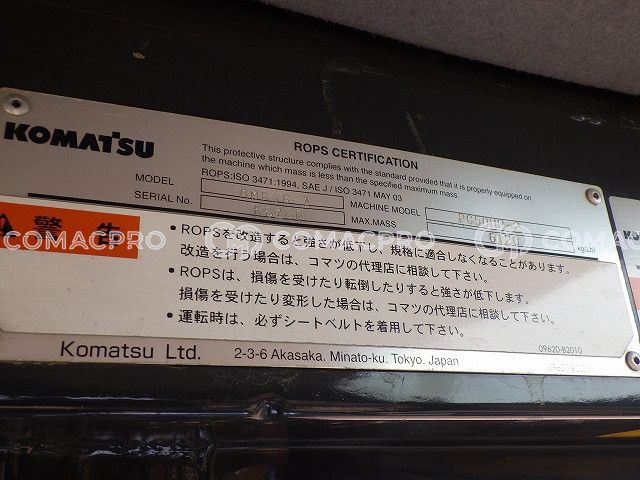 KOMATSU
ROPS CERTIFICATION
This protective structure complies with the standard provided that it is properly equipped on
the machine which mass is less than the specified maximum mass.
ROPS:ISO 3471:1994, SAE J / ISO 3471 MAY 03
MODEL
MACHINE MODEL
SERIAL No.
MAX.MASS
kg(Lb)
警告
• ROPSを改造すると強さが低下し、規格に適合しなくなることがあります。
改造を行う場合は、コマツの代理店に相談して下さい。
• ROPSは、損傷を受けたり転倒したりすると強さが低下します。
損傷を受けたり変形した場合は、コマツの代理店に相談して下さい。
• 運転時は、必ずシートベルトを着用して下さい。
Komatsu Ltd. 2-3-6 Akasaka. Minato-ku. Tokyo. Japan
09620-82010
COMACPRO COMACPRO COMACPRO